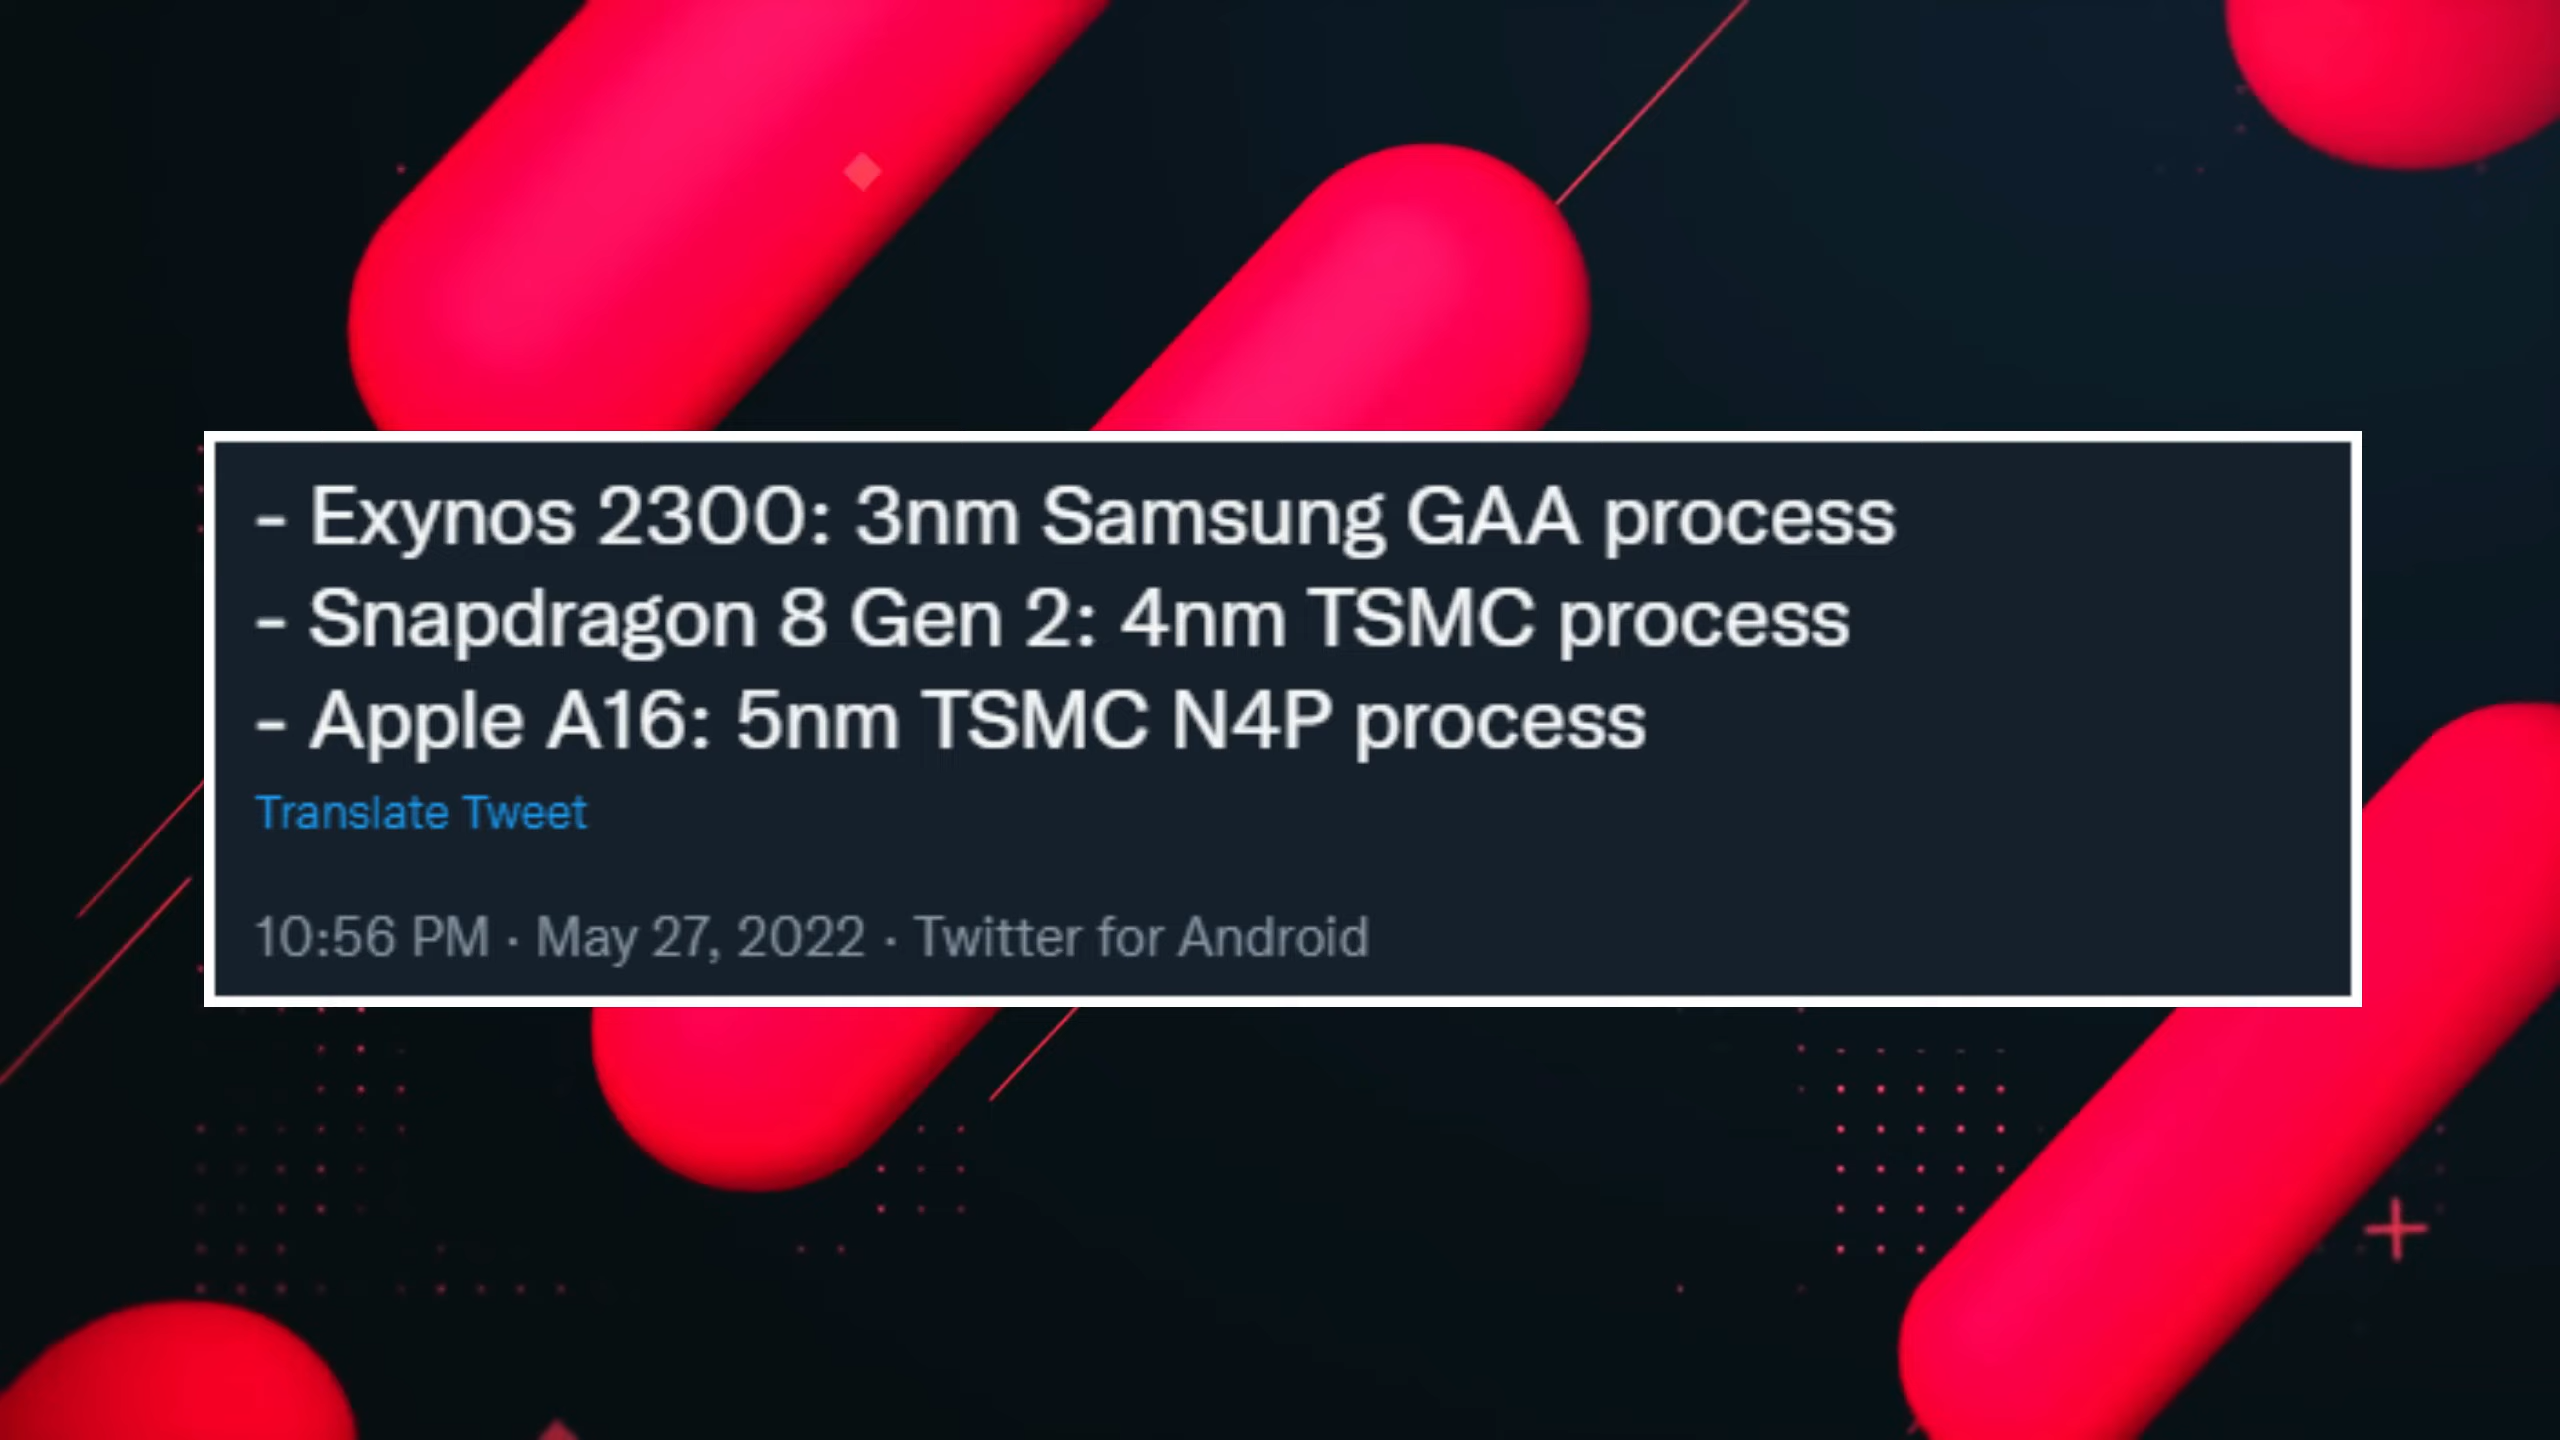 - Exynos 2300: 3nm Samsung GAA process
- Snapdragon 8 Gen 2: 4nm TSMC process
- Apple A16: 5nm TSMC N4P process
Translate Tweet
10:56 PM · May 27, 2022 · Twitter for Android